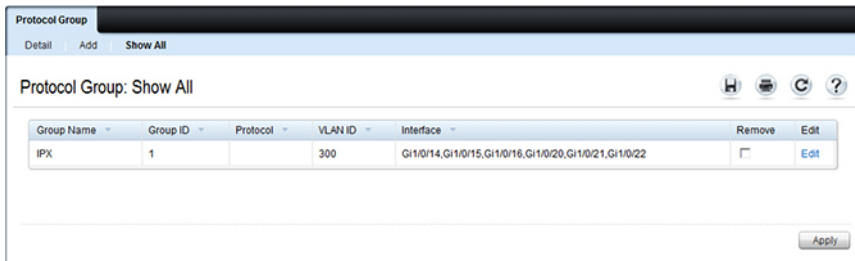 Protocol Group
Detail Add Show All
Protocol Group: Show All
Group Name Group ID Protocol VLAN ID Interface Remove Edit
IPX 1 300 Gi1/0/14,Gi1/0/15,Gi1/0/16,Gi1/0/20,Gi1/0/21,Gi1/0/22 Edit
Apply